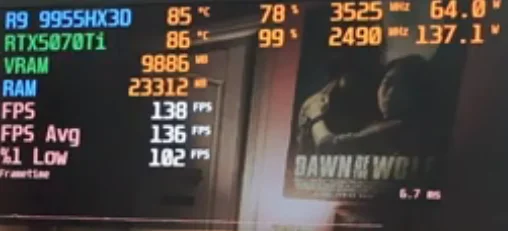 R9 9955HX3D 85 °C 78 % 3525 MHz 64.0 W
RTX5070Ti 86 °C 99 % 2490 MHz 137.1 W
VRAM 9886 MB
RAM 23312 MB
FPS 138 FPS
FPS Avg 136 FPS
%1 Low 102 FPS
Frametime
DAWN OF THE WOLF
6.7 ms